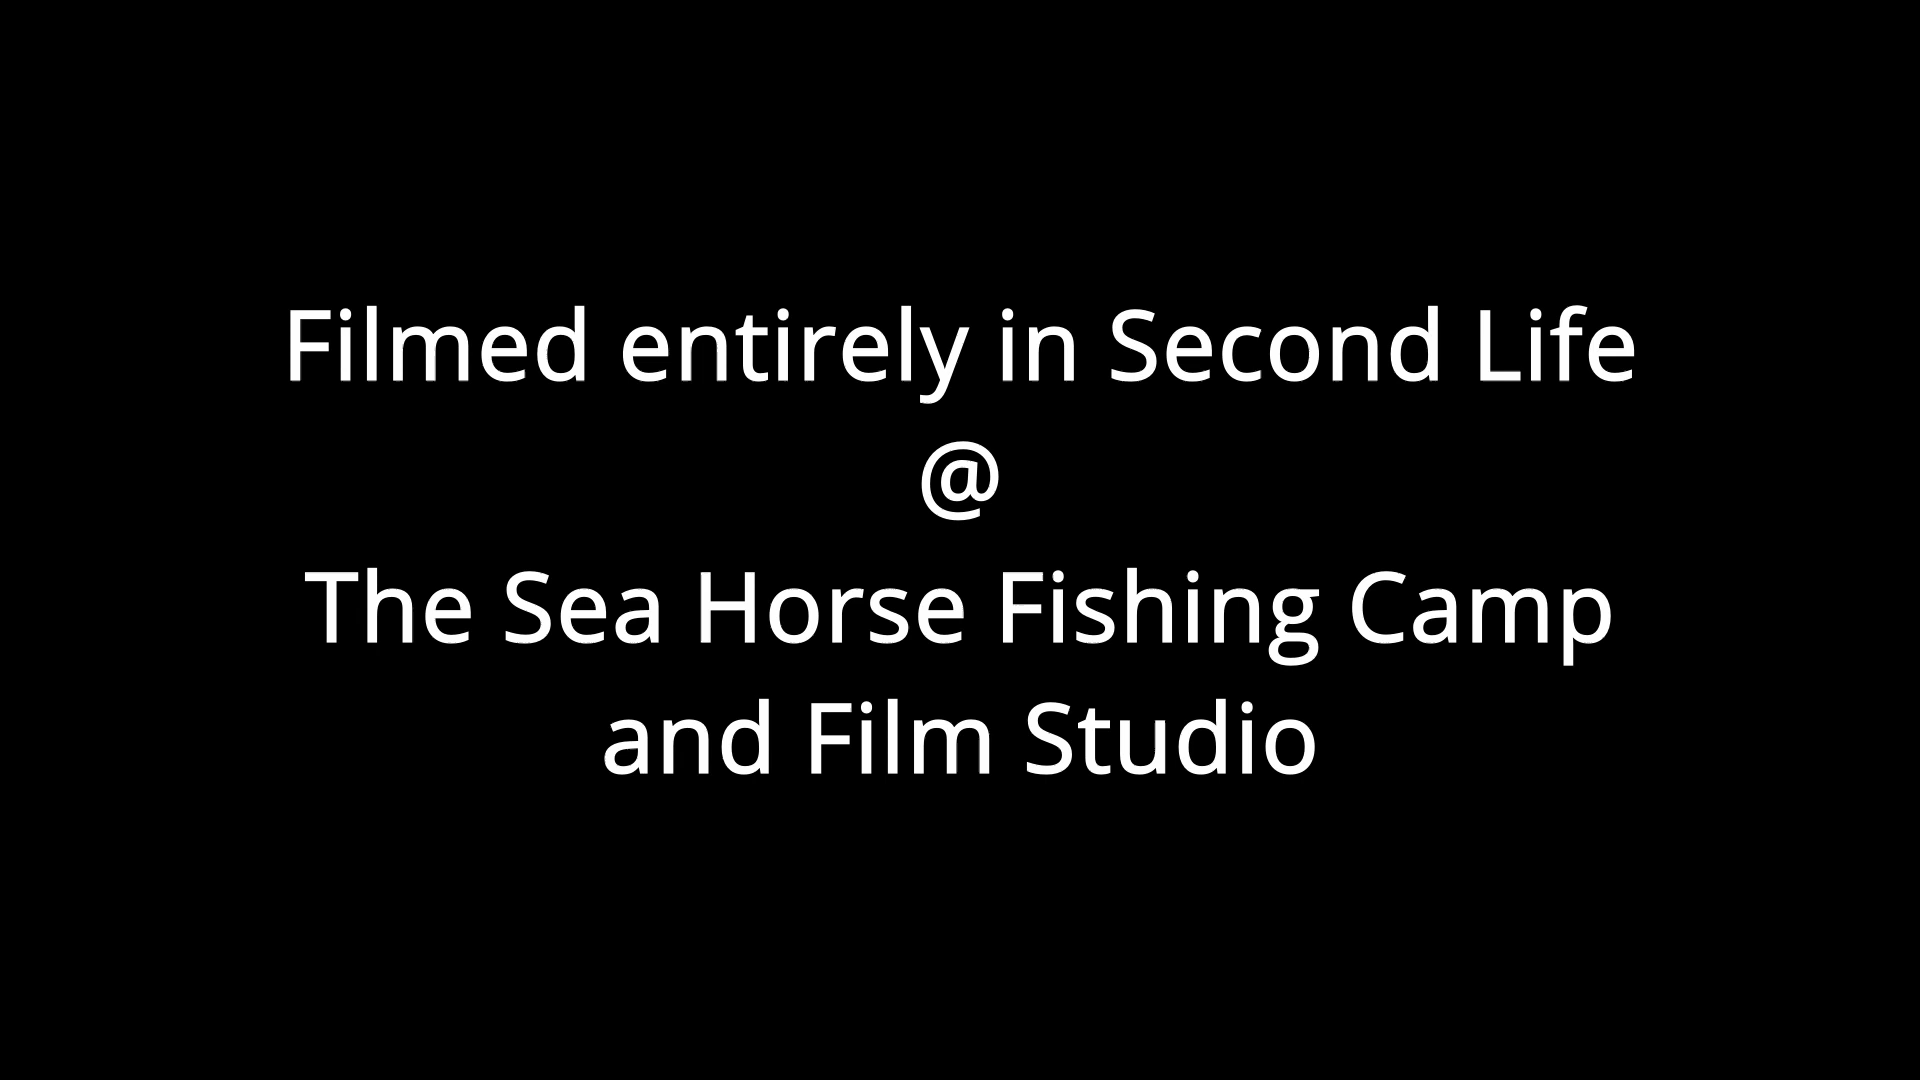 Filmed entirely in Second Life
@
The Sea Horse Fishing Camp
and Film Studio